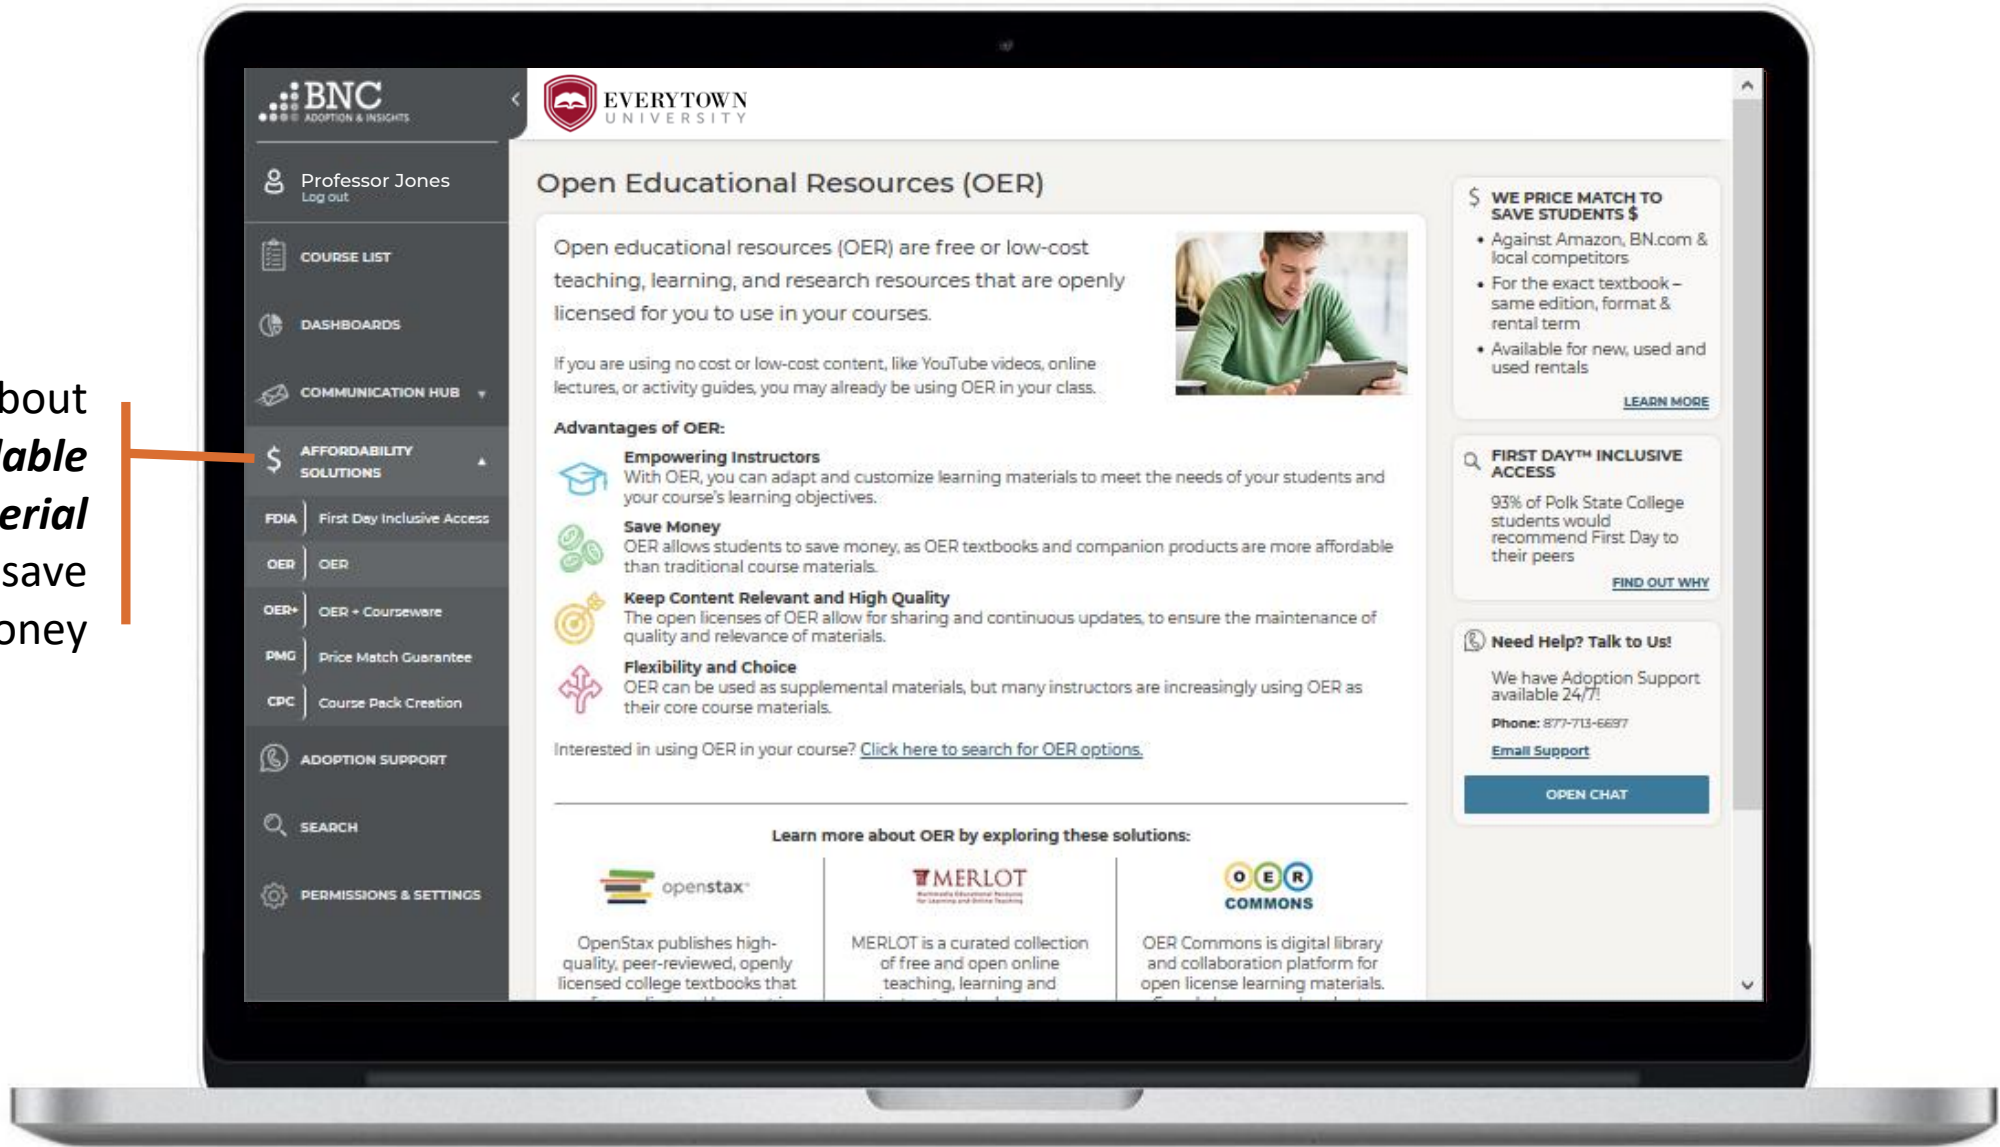 bout
lable
erial
save
oney
BNC
ADOPTION & INSIGHTS
Professor Jones
Log out
COURSE LIST
DASHBOARDS
COMMUNICATION HUB
$ AFFORDABILITY
SOLUTIONS
FDIA First Day Inclusive Access
OER OER
OER+ OER + Courseware
PMG Price Match Guarantee
CPC Course Pack Creation
ADOPTION SUPPORT
SEARCH
PERMISSIONS & SETTINGS
EVERYTOWN
UNIVERSITY
Open Educational Resources (OER)
Open educational resources (OER) are free or low-cost
teaching, learning, and research resources that are openly
licensed for you to use in your courses.
If you are using no cost or low-cost content, like YouTube videos, online
lectures, or activity guides, you may already be using OER in your class.
Advantages of OER:
Empowering Instructors
With OER, you can adapt and customize learning materials to meet the needs of your students and
your course's learning objectives.
Save Money
OER allows students to save money, as OER textbooks and companion products are more affordable
than traditional course materials.
Keep Content Relevant and High Quality
The open licenses of OER allow for sharing and continuous updates, to ensure the maintenance of
quality and relevance of materials.
Flexibility and Choice
OER can be used as supplemental materials, but many instructors are increasingly using OER as
their core course materials.
Interested in using OER in your course? Click here to search for OER options.
Learn more about OER by exploring these solutions:
openstax
OpenStax publishes high-
quality, peer-reviewed, openly
licensed college textbooks that
MERLOT
Multimedia Educational Resource
for Learning and Online Teaching
MERLOT is a curated collection
of free and open online
teaching, learning and
OER
COMMONS
OER Commons is digital library
and collaboration platform for
open license learning materials.
$ WE PRICE MATCH TO
SAVE STUDENTS $
• Against Amazon, BN.com &
local competitors
• For the exact textbook –
same edition, format &
rental term
• Available for new, used and
used rentals
LEARN MORE
FIRST DAY™ INCLUSIVE
ACCESS
93% of Polk State College
students would
recommend First Day to
their peers
FIND OUT WHY
Need Help? Talk to Us!
We have Adoption Support
available 24/7!
Phone: 877-713-6697
Email Support
OPEN CHAT